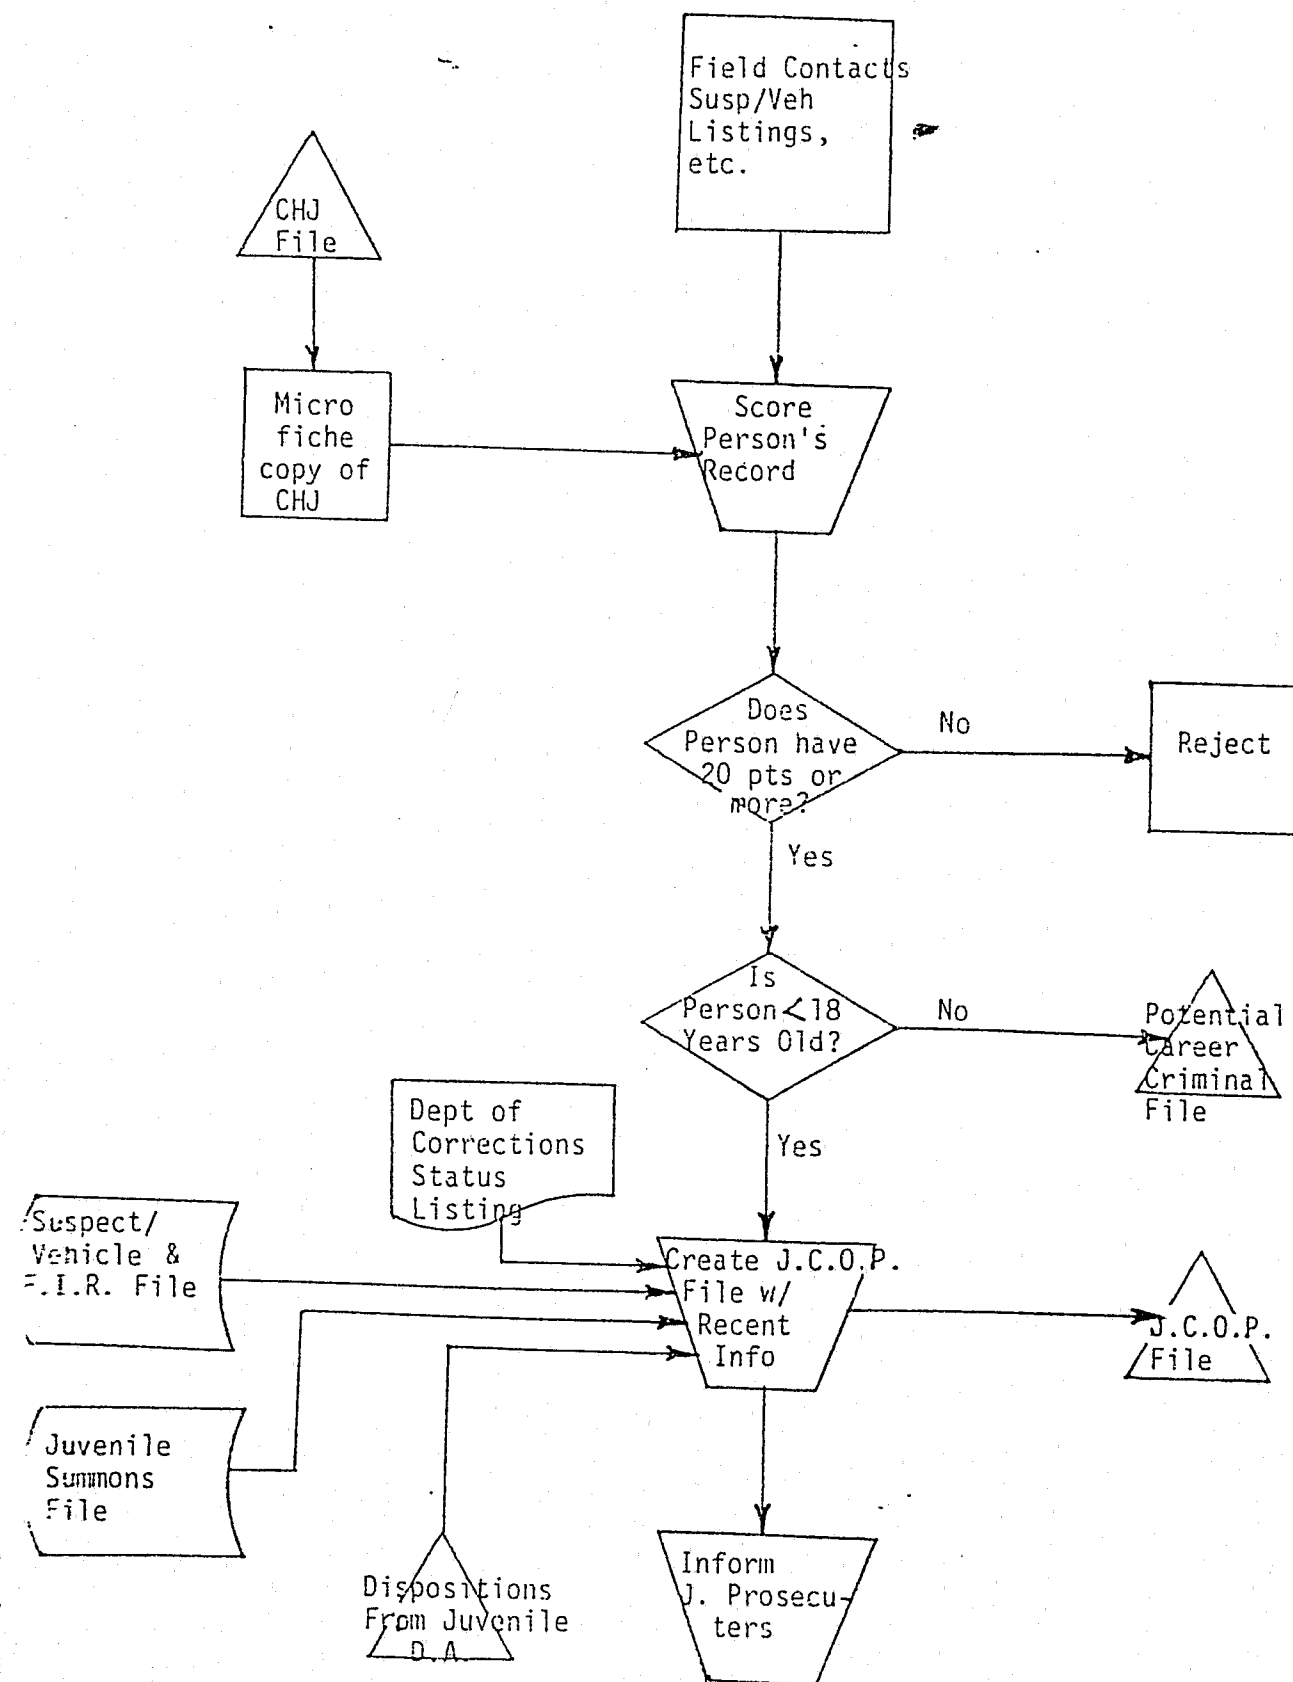 Field Contacts
Susp/Veh
Listings,
etc.
CHJ
File
Micro
fiche
copy of
CHJ
Score
Person's
Record
Does
Person have
20 pts or
more?
No
Reject
Yes
Is
Person <18
Years Old?
No
Potential
Career
Criminal
File
Yes
Dept of
Corrections
Status
Listing
Suspect/
Vehicle &
F.I.R. File
Create J.C.O.P.
File w/
Recent
Info
J.C.O.P.
File
Juvenile
Summons
File
Dispositions
From Juvenile
D.A.
Inform
J. Prosecu-
ters